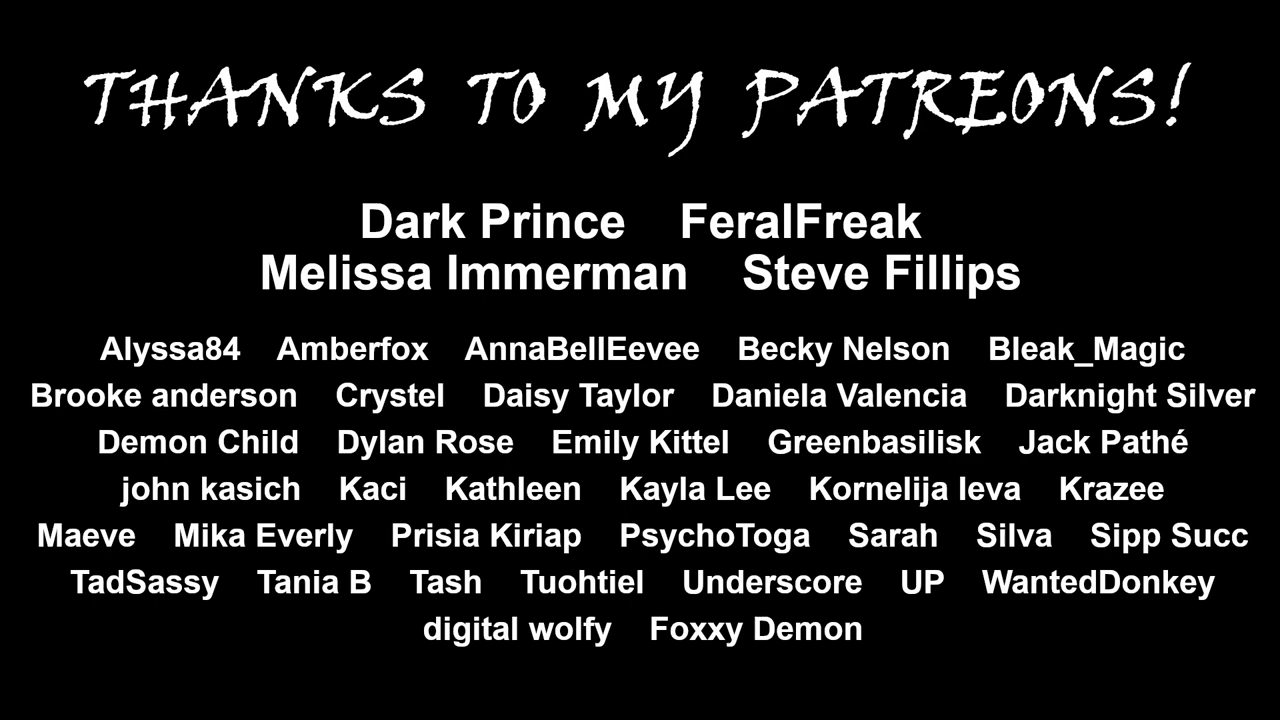 THANKS TO MY PATREONS!
Dark Prince FeralFreak
Melissa Immerman Steve Fillips
Alyssa84 Amberfox AnnaBellEevee Becky Nelson Bleak_Magic
Brooke anderson Crystel Daisy Taylor Daniela Valencia Darknight Silver
Demon Child Dylan Rose Emily Kittel Greenbasilisk Jack Pathé
john kasich Kaci Kathleen Kayla Lee Kornelija Ieva Krazee
Maeve Mika Everly Prisia Kiriap PsychoToga Sarah Silva Sipp Succ
TadSassy Tania B Tash Tuohtiel Underscore UP WantedDonkey
digital wolfy Foxxy Demon